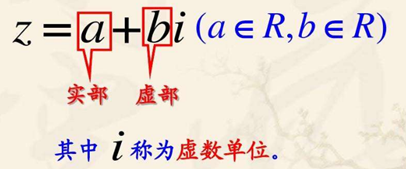 z = a + bi (a ∈ R, b ∈ R)
实部 虚部
其中 i 称为虚数单位。